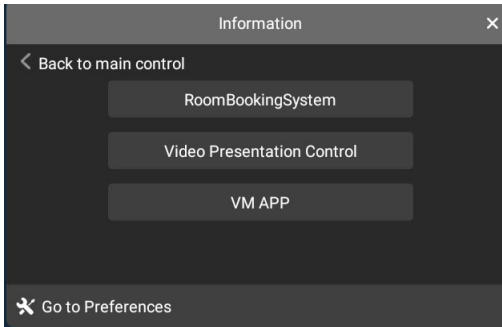 Information
Back to main control
RoomBookingSystem
Video Presentation Control
VM APP
Go to Preferences